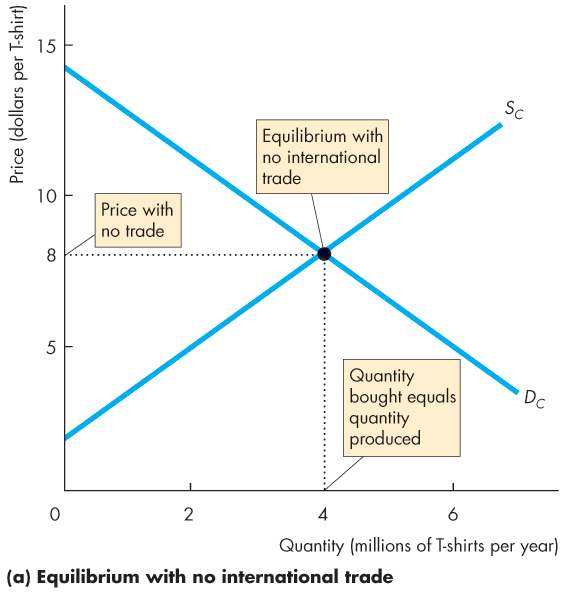 Price (dollars per T-shirt)
15
10
8
5
S_C
Equilibrium with
no international
trade
Price with
no trade
Quantity
bought equals
quantity
produced
D_C
0
2
4
6
Quantity (millions of T-shirts per year)
(a) Equilibrium with no international trade